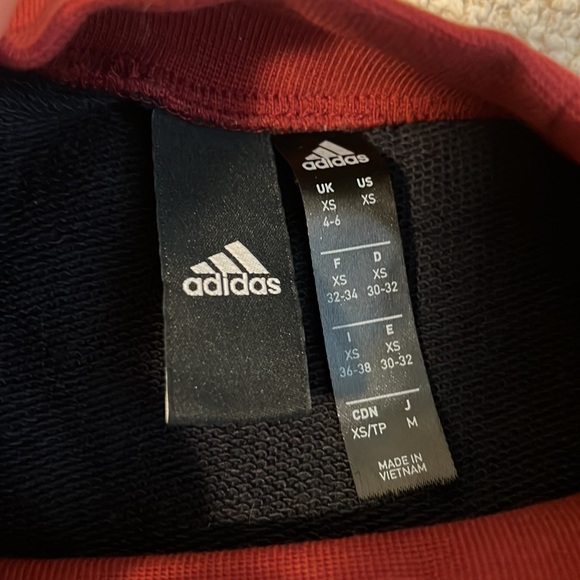 adidas
adidas
UK US
XS XS
4-6
F D
XS XS
32-34 30-32
I E
XS XS
36-38 30-32
CDN J
XS/TP M
MADE IN
VIETNAM